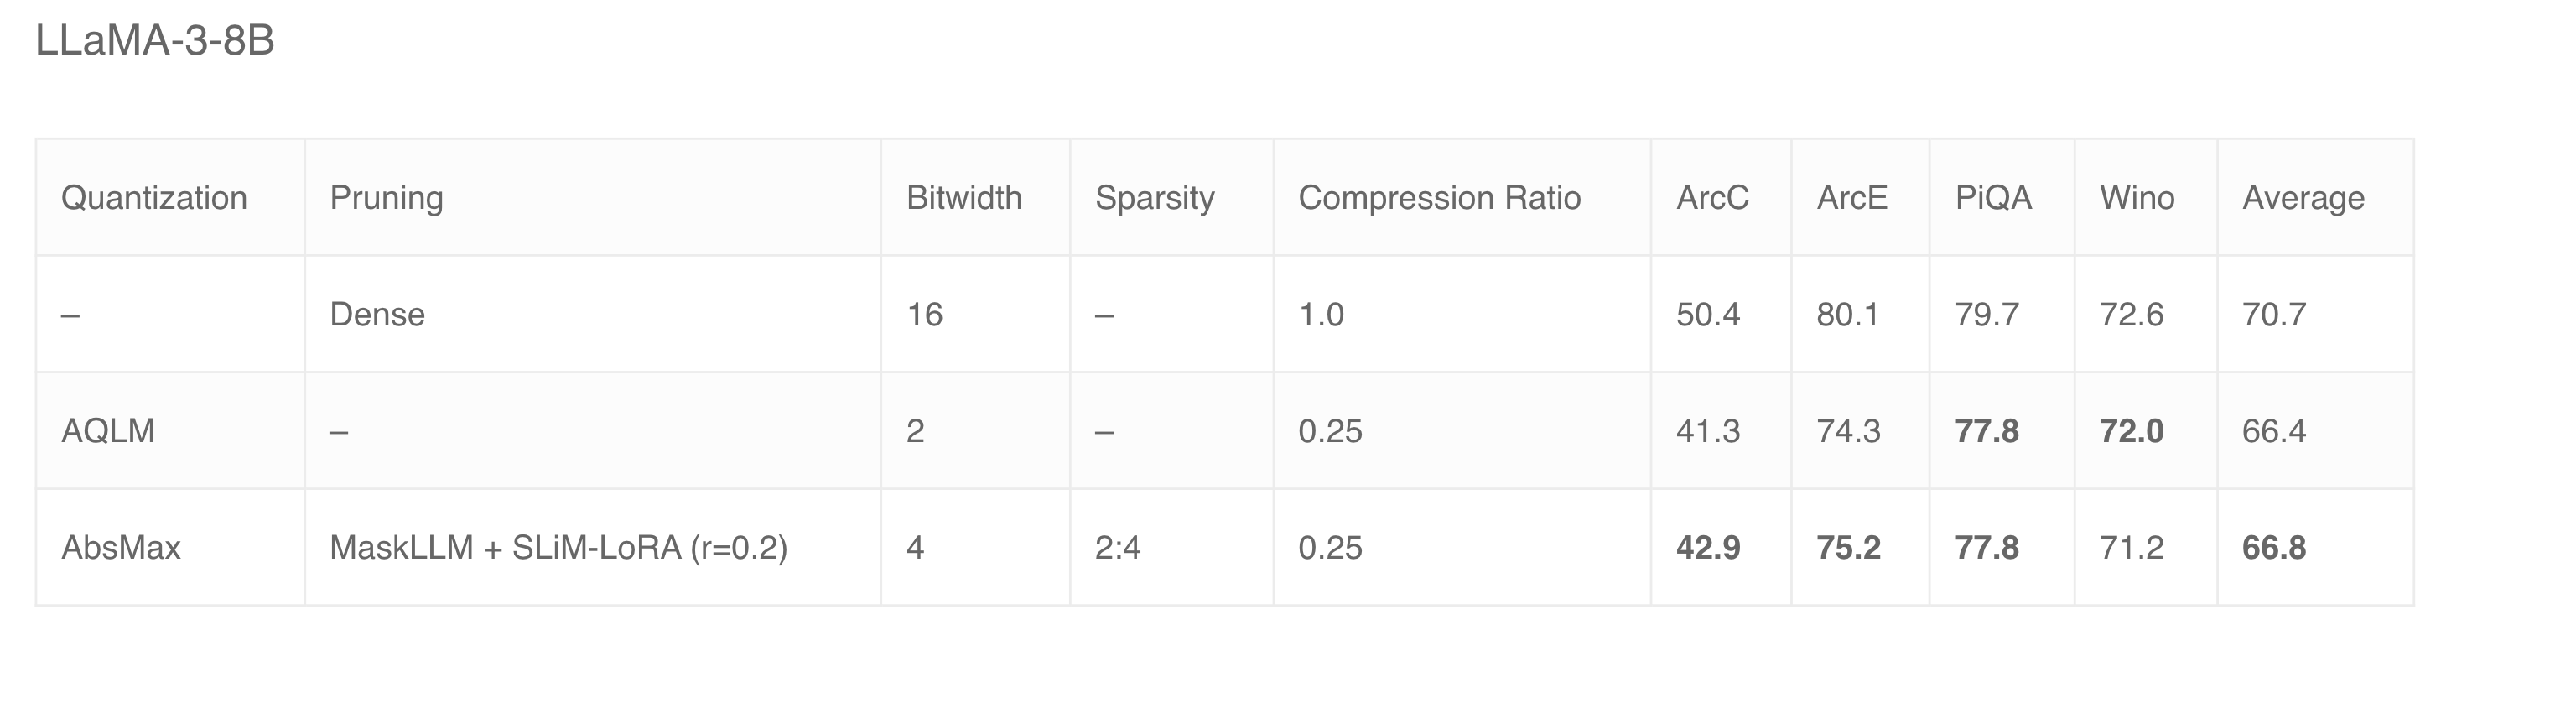 LLaMA-3-8B
Quantization Pruning Bitwidth Sparsity Compression Ratio ArcC ArcE PiQA Wino Average
– Dense 16 – 1.0 50.4 80.1 79.7 72.6 70.7
AQLM – 2 – 0.25 41.3 74.3 77.8 72.0 66.4
AbsMax MaskLLM + SLiM-LoRA (r=0.2) 4 2:4 0.25 42.9 75.2 77.8 71.2 66.8